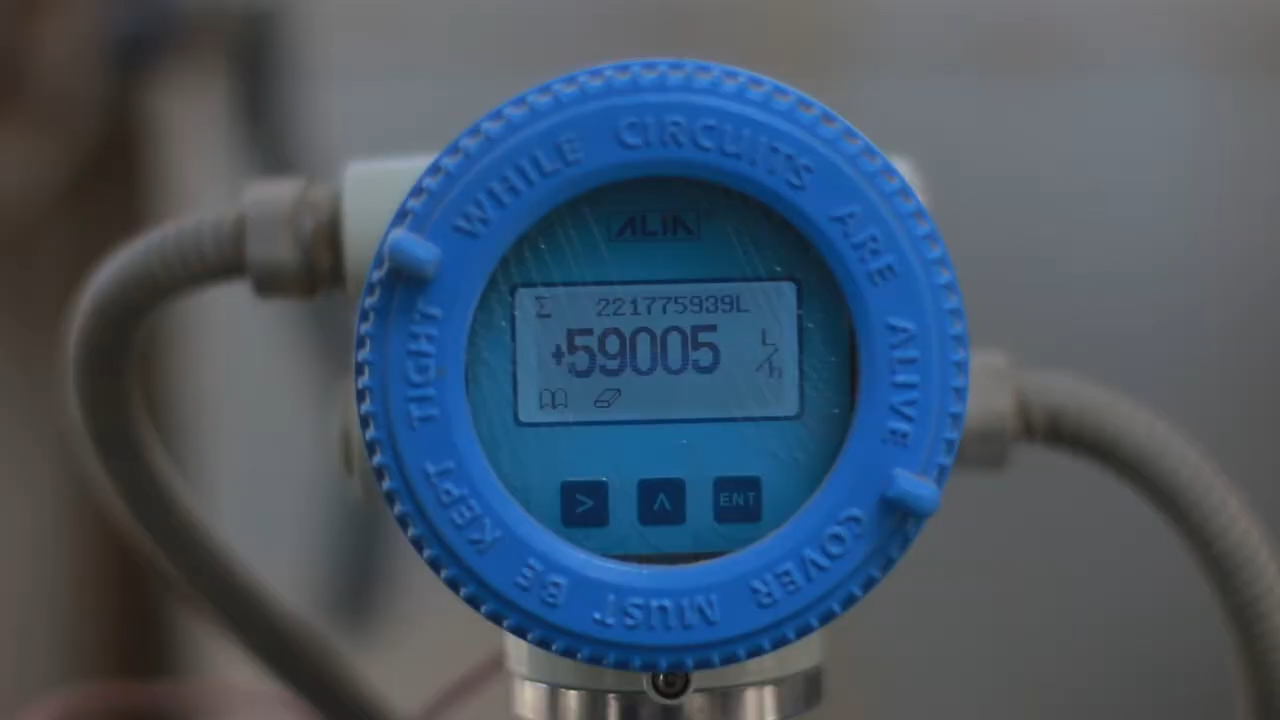 COVER MUST BE KEPT TIGHT WHILE CIRCUITS ARE ALIVE
ALIA
Σ 221775939L
+59005 L/h
> ʌ ENT